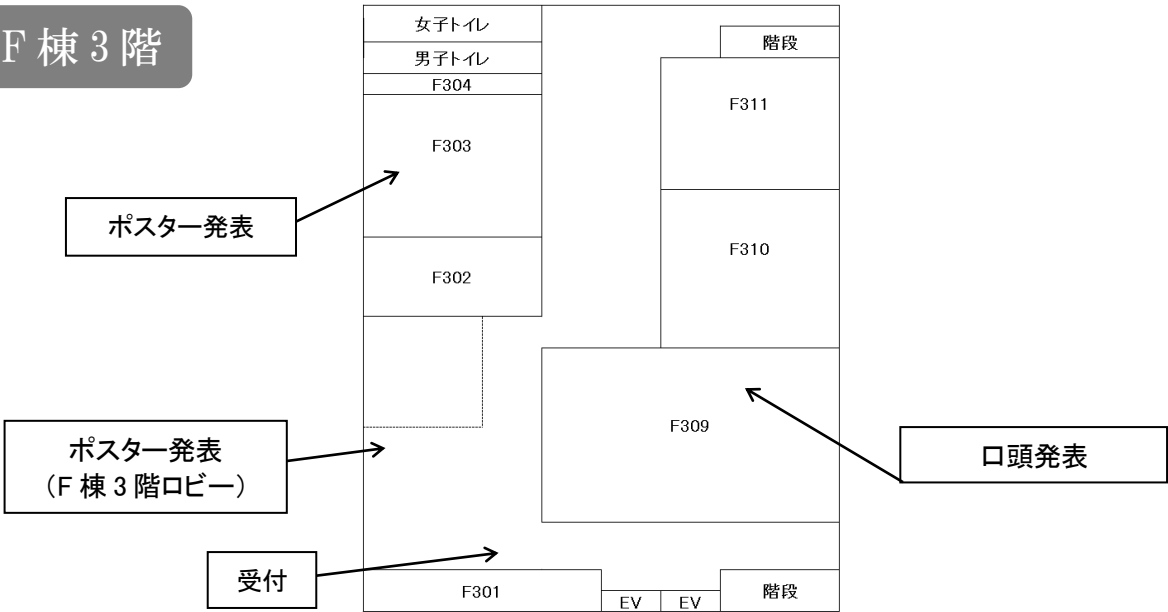 F棟3階
女子トイレ
男子トイレ
F304
F303
F302
階段
F311
F310
F309
ポスター発表
ポスター発表
（F棟3階ロビー）
口頭発表
受付
F301
EV
EV
階段